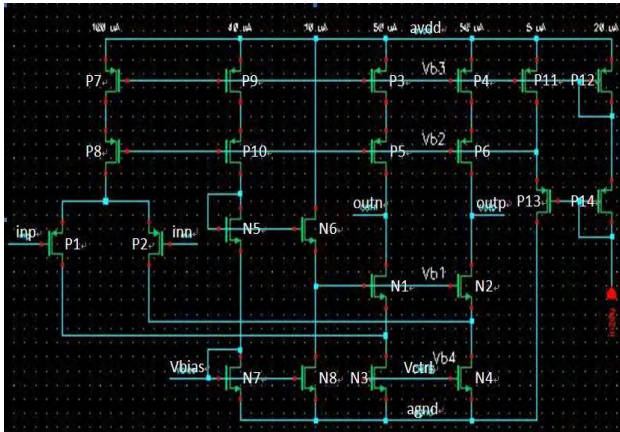 100 uA 40 uA 10 uA 50 uA avdd 50 uA 5 uA 20 uA
P7 P9 P3 Vb3 P4 P11 P12
P8 P10 P5 Vb2 P6
outn outp P13 P14
inp P1 P2 inn N5 N6
N1 Vb1 N2
in20u
Vbias N7 N8 N3 Vctrl Vb4 N4
agnd